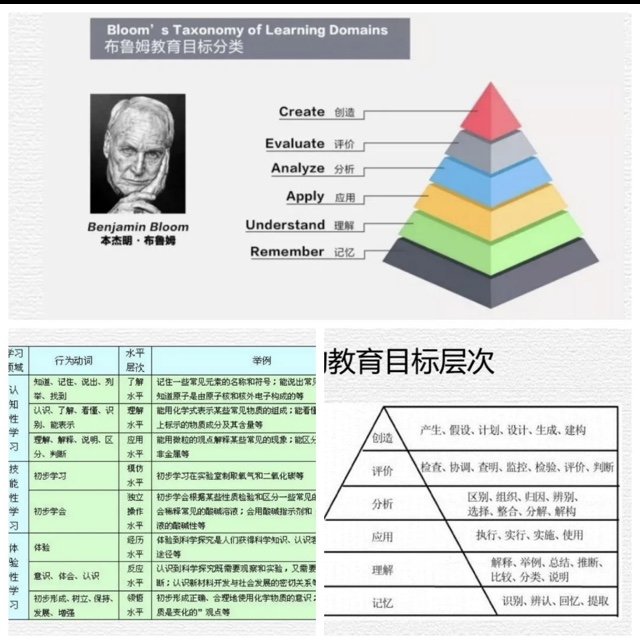 Bloom's Taxonomy of Learning Domains
布鲁姆教育目标分类
Create 创造
Evaluate 评价
Analyze 分析
Apply 应用
Understand 理解
Remember 记忆
Benjamin Bloom
本杰明·布鲁姆
学习
领域
行为动词
水平
层次
举例
认知性学习
知道、记住、说出、列
举、找到
了解
水平
记住一些常见元素的名称和符号；能说出常见
知道原子是由原子核和核外电子构成的等
认识、了解、看懂、识
别、能表示
理解
水平
能用化学式表示某些常见物质的组成；能看懂
上标示的物质成分及其含量等
理解、解释、说明、区
分、判断
应用
水平
能用微粒的观点解释某些常见的现象；能区分
非金属等
技能性学习
初步学习
模仿
水平
初步学习在实验室制取氧气和二氧化碳等
初步学会
独立
操作
水平
初步学会根据某些性质检验和区分一些常见的
会稀释常见的酸碱溶液；会用酸碱指示剂和
液的酸碱性等
体验性学习
体验
经历
水平
体验到科学探究是人们获得科学知识、认识客
途径等
意识、体会、认识
反应
水平
认识到科学探究既需要观察和实验，又需要
断；认识新材料开发与社会发展的密切关系等
初步形成、树立、保持、
发展、增强
领悟
水平
初步形成正确、合理地使用化学物质的意识；
质是变化的”观点等
教育目标层次
创造
产生、假设、计划、设计、生成、建构
评价
检查、协调、查明、监控、检验、评价、判断
分析
区别、组织、归因、辨别、
选择、整合、分解、解构
应用
执行、实行、实施、使用
理解
解释、举例、总结、推断、
比较、分类、说明
记忆
识别、辨认、回忆、提取